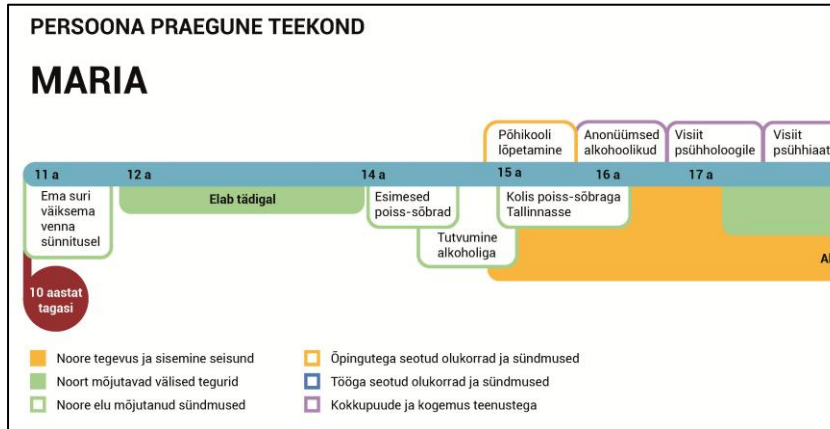 PERSOONA PRAEGUNE TEEKOND
MARIA
Põhikooli
lõpetamine
Anonüümsed
alkohoolikud
Visiit
psühholoogile
Visiit
psühhiaat
11 a
12 a
14 a
15 a
16 a
17 a
Ema suri
väiksema
venna
sünnitusel
Elab tädigal
Esimesed
poiss-sõbrad
Kolis poiss-sõbraga
Tallinnasse
Tutvumine
alkoholiga
Al
10 aastat
tagasi
Noore tegevus ja sisemine seisund
Noort mõjutavad välised tegurid
Noore elu mõjutanud sündmused
Õpingutega seotud olukorrad ja sündmused
Tööga seotud olukorrad ja sündmused
Kokkupuude ja kogemus teenustega